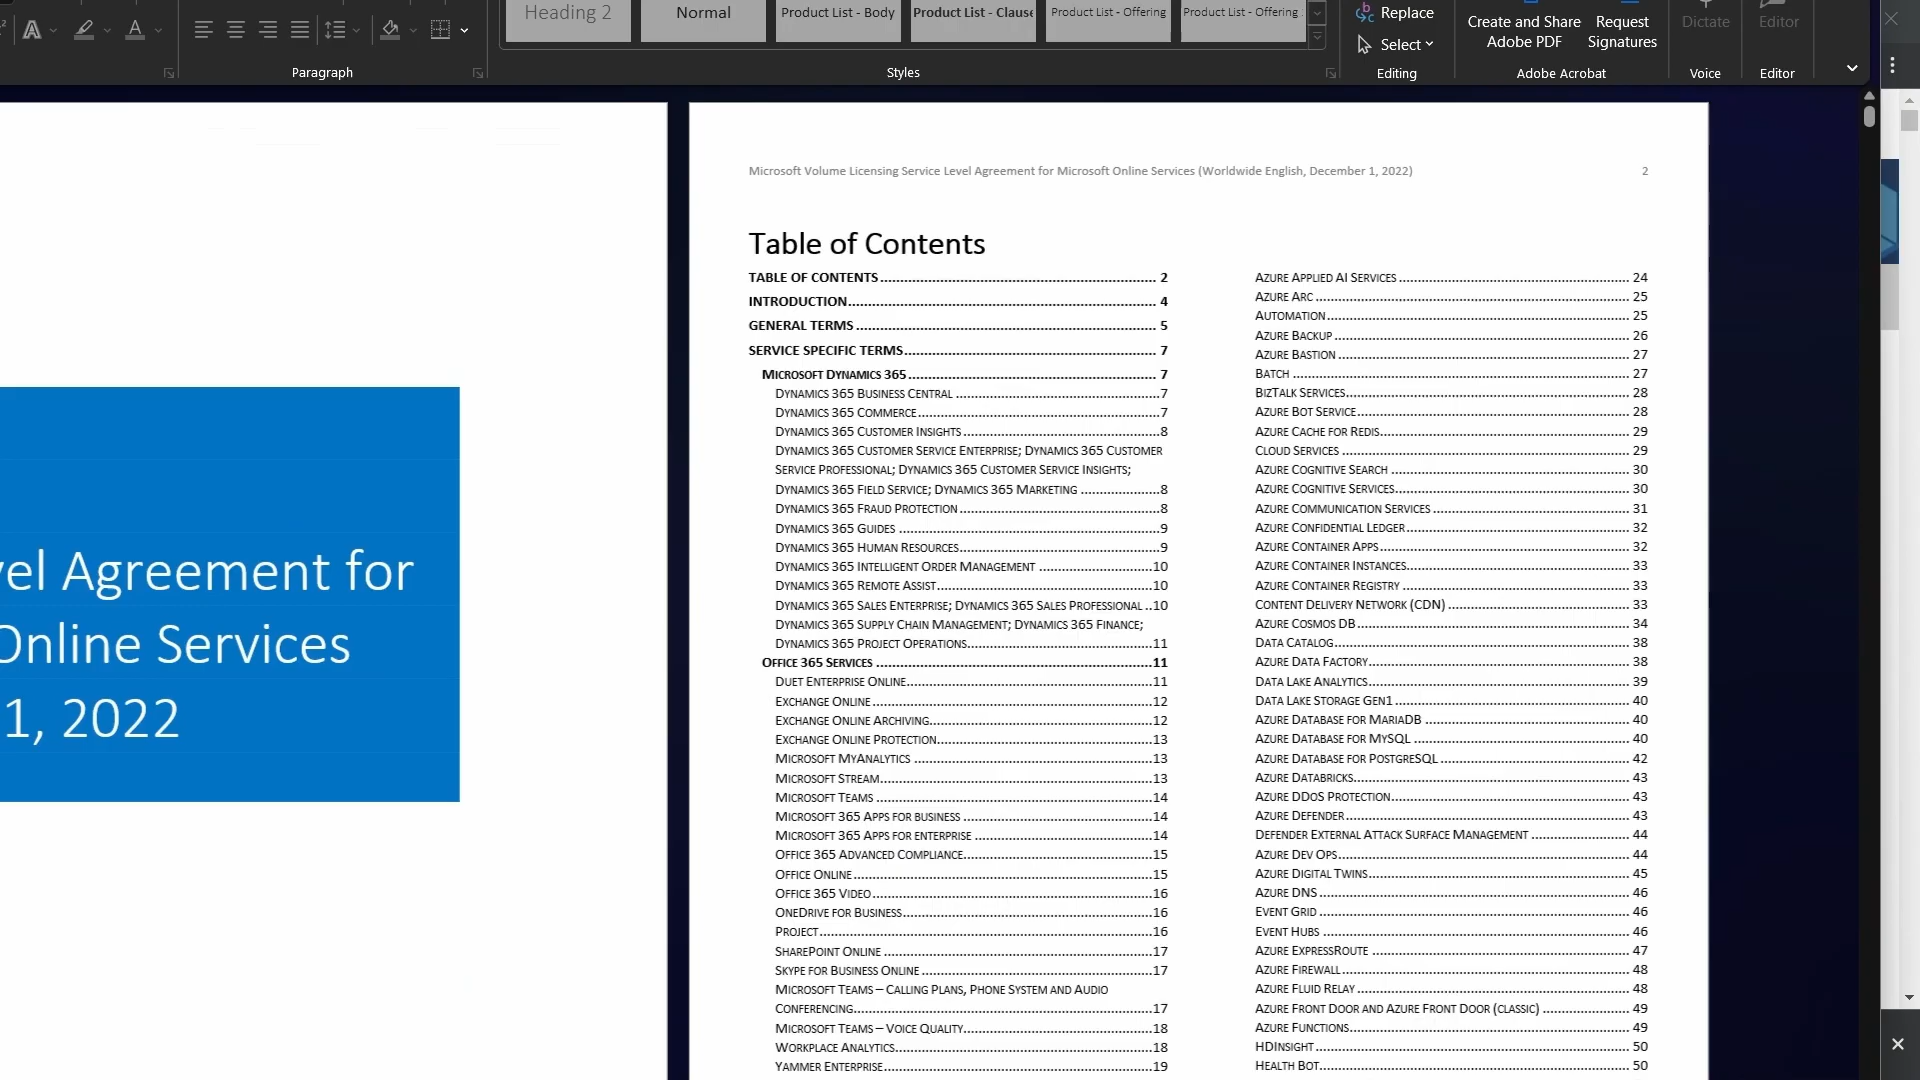 Heading 2
Normal
Product List - Body
Product List - Clause
Product List - Offering
Product List - Offering
Replace
Select
Create and Share
Adobe PDF
Request
Signatures
Dictate
Editor
Paragraph
Styles
Editing
Adobe Acrobat
Voice
Editor
vel Agreement for
Online Services
1, 2022
Microsoft Volume Licensing Service Level Agreement for Microsoft Online Services (Worldwide English, December 1, 2022) 2
Table of Contents
TABLE OF CONTENTS 2
INTRODUCTION 4
GENERAL TERMS 5
SERVICE SPECIFIC TERMS 7
MICROSOFT DYNAMICS 365 7
DYNAMICS 365 BUSINESS CENTRAL 7
DYNAMICS 365 COMMERCE 7
DYNAMICS 365 CUSTOMER INSIGHTS 8
DYNAMICS 365 CUSTOMER SERVICE ENTERPRISE; DYNAMICS 365 CUSTOMER
SERVICE PROFESSIONAL; DYNAMICS 365 CUSTOMER SERVICE INSIGHTS;
DYNAMICS 365 FIELD SERVICE; DYNAMICS 365 MARKETING 8
DYNAMICS 365 FRAUD PROTECTION 8
DYNAMICS 365 GUIDES 9
DYNAMICS 365 HUMAN RESOURCES 9
DYNAMICS 365 INTELLIGENT ORDER MANAGEMENT 10
DYNAMICS 365 REMOTE ASSIST 10
DYNAMICS 365 SALES ENTERPRISE; DYNAMICS 365 SALES PROFESSIONAL 10
DYNAMICS 365 SUPPLY CHAIN MANAGEMENT; DYNAMICS 365 FINANCE;
DYNAMICS 365 PROJECT OPERATIONS 11
OFFICE 365 SERVICES 11
DUET ENTERPRISE ONLINE 11
EXCHANGE ONLINE 12
EXCHANGE ONLINE ARCHIVING 12
EXCHANGE ONLINE PROTECTION 13
MICROSOFT MYANALYTICS 13
MICROSOFT STREAM 13
MICROSOFT TEAMS 14
MICROSOFT 365 APPS FOR BUSINESS 14
MICROSOFT 365 APPS FOR ENTERPRISE 14
OFFICE 365 ADVANCED COMPLIANCE 15
OFFICE ONLINE 15
OFFICE 365 VIDEO 16
ONEDRIVE FOR BUSINESS 16
PROJECT 16
SHAREPOINT ONLINE 17
SKYPE FOR BUSINESS ONLINE 17
MICROSOFT TEAMS – CALLING PLANS, PHONE SYSTEM AND AUDIO
CONFERENCING 17
MICROSOFT TEAMS – VOICE QUALITY 18
WORKPLACE ANALYTICS 18
YAMMER ENTERPRISE 19
AZURE APPLIED AI SERVICES 24
AZURE ARC 25
AUTOMATION 25
AZURE BACKUP 26
AZURE BASTION 27
BATCH 27
BIZTALK SERVICES 28
AZURE BOT SERVICE 28
AZURE CACHE FOR REDIS 29
CLOUD SERVICES 29
AZURE COGNITIVE SEARCH 30
AZURE COGNITIVE SERVICES 30
AZURE COMMUNICATION SERVICES 31
AZURE CONFIDENTIAL LEDGER 32
AZURE CONTAINER APPS 32
AZURE CONTAINER INSTANCES 33
AZURE CONTAINER REGISTRY 33
CONTENT DELIVERY NETWORK (CDN) 33
AZURE COSMOS DB 34
DATA CATALOG 38
AZURE DATA FACTORY 38
DATA LAKE ANALYTICS 39
DATA LAKE STORAGE GEN1 40
AZURE DATABASE FOR MARIADB 40
AZURE DATABASE FOR MYSQL 40
AZURE DATABASE FOR POSTGRESQL 42
AZURE DATABRICKS 43
AZURE DDOS PROTECTION 43
AZURE DEFENDER 43
DEFENDER EXTERNAL ATTACK SURFACE MANAGEMENT 44
AZURE DEV OPS 44
AZURE DIGITAL TWINS 45
AZURE DNS 46
EVENT GRID 46
EVENT HUBS 46
AZURE EXPRESSROUTE 47
AZURE FIREWALL 48
AZURE FLUID RELAY 48
AZURE FRONT DOOR AND AZURE FRONT DOOR (CLASSIC) 49
AZURE FUNCTIONS 49
HDINSIGHT 50
HEALTH BOT 50